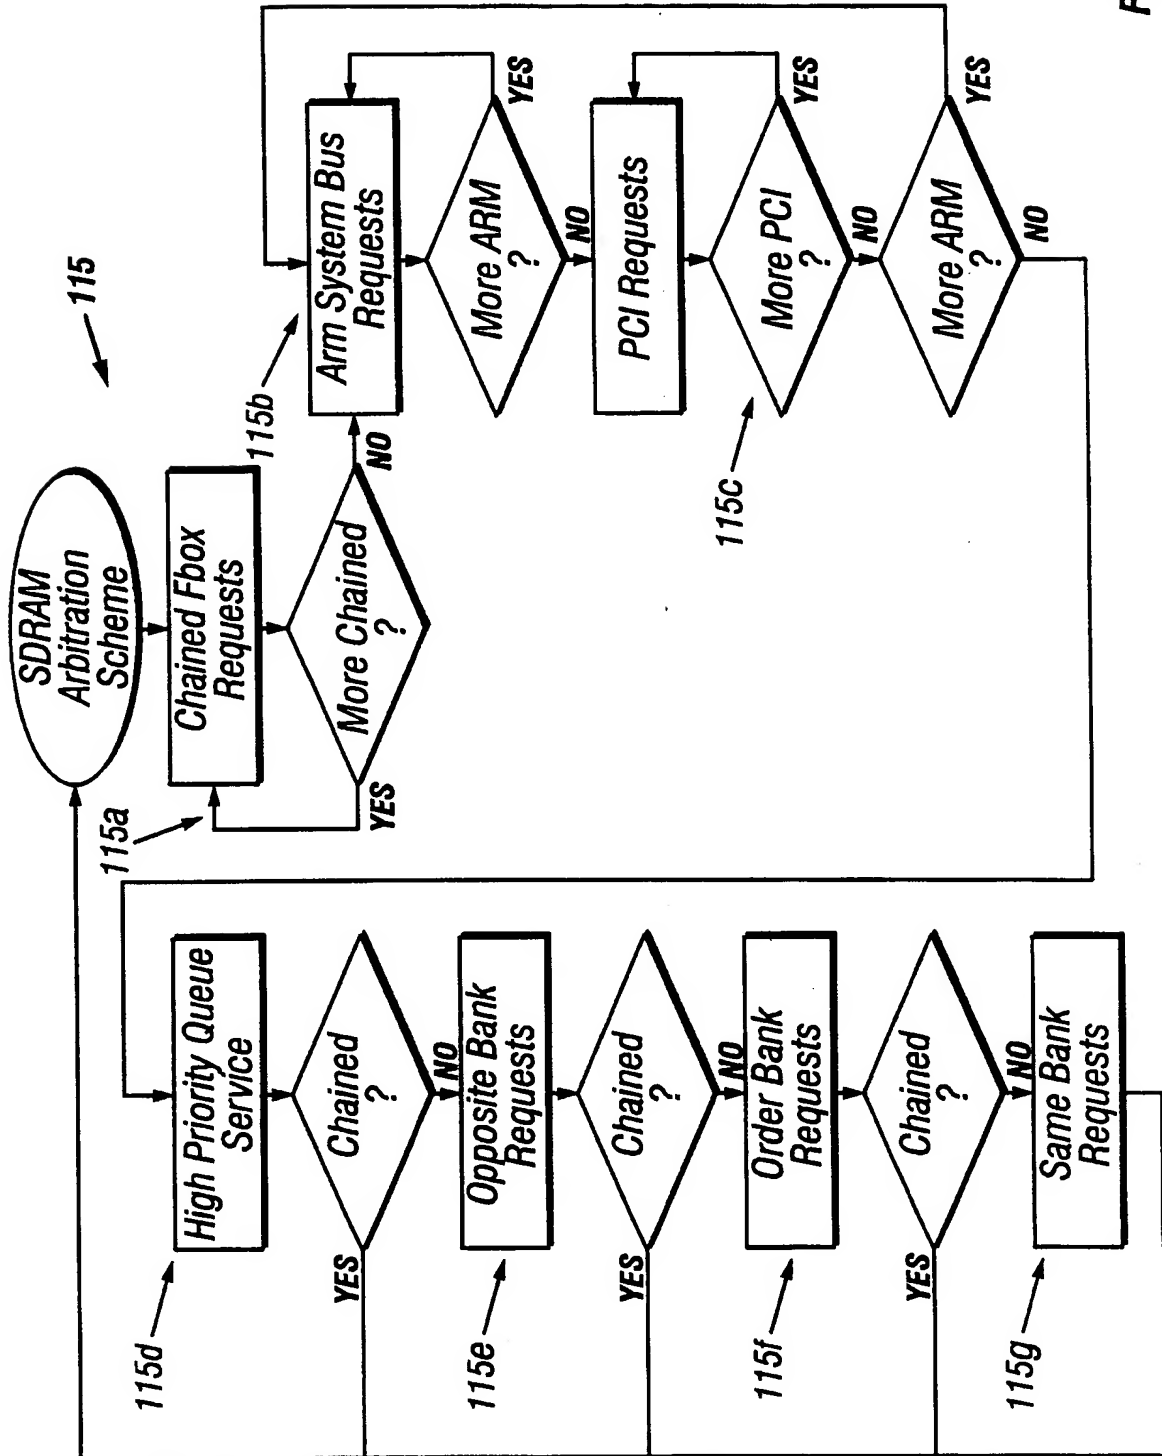 115
SDRAM
Arbitration
Scheme
115a
Chained Fbox
Requests
More Chained
?
YES
NO
115b
Arm System Bus
Requests
More ARM
?
YES
NO
PCI Requests
115c
More PCI
?
YES
NO
More ARM
?
YES
NO
115d
High Priority Queue
Service
Chained
?
YES
NO
115e
Opposite Bank
Requests
Chained
?
YES
NO
115f
Order Bank
Requests
Chained
?
YES
NO
115g
Same Bank
Requests